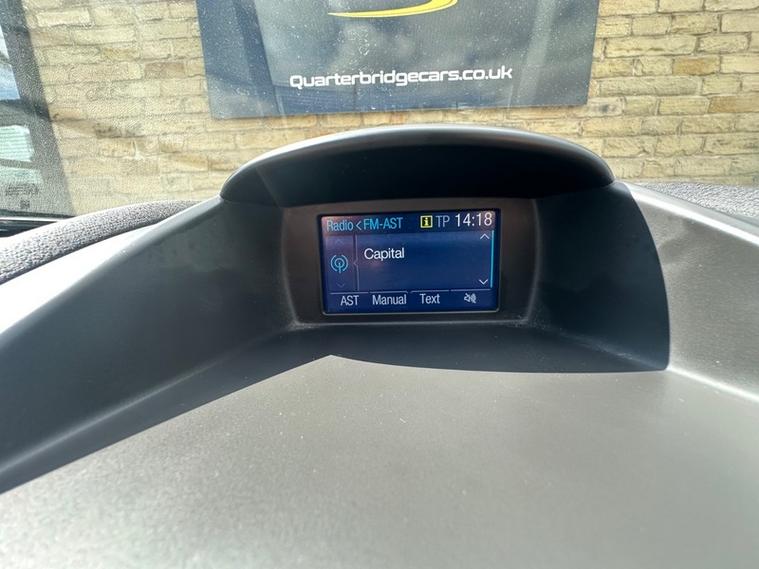 Quarterbridgecars.co.uk
Radio < FM-AST i TP 14:18
Capital
AST Manual Text